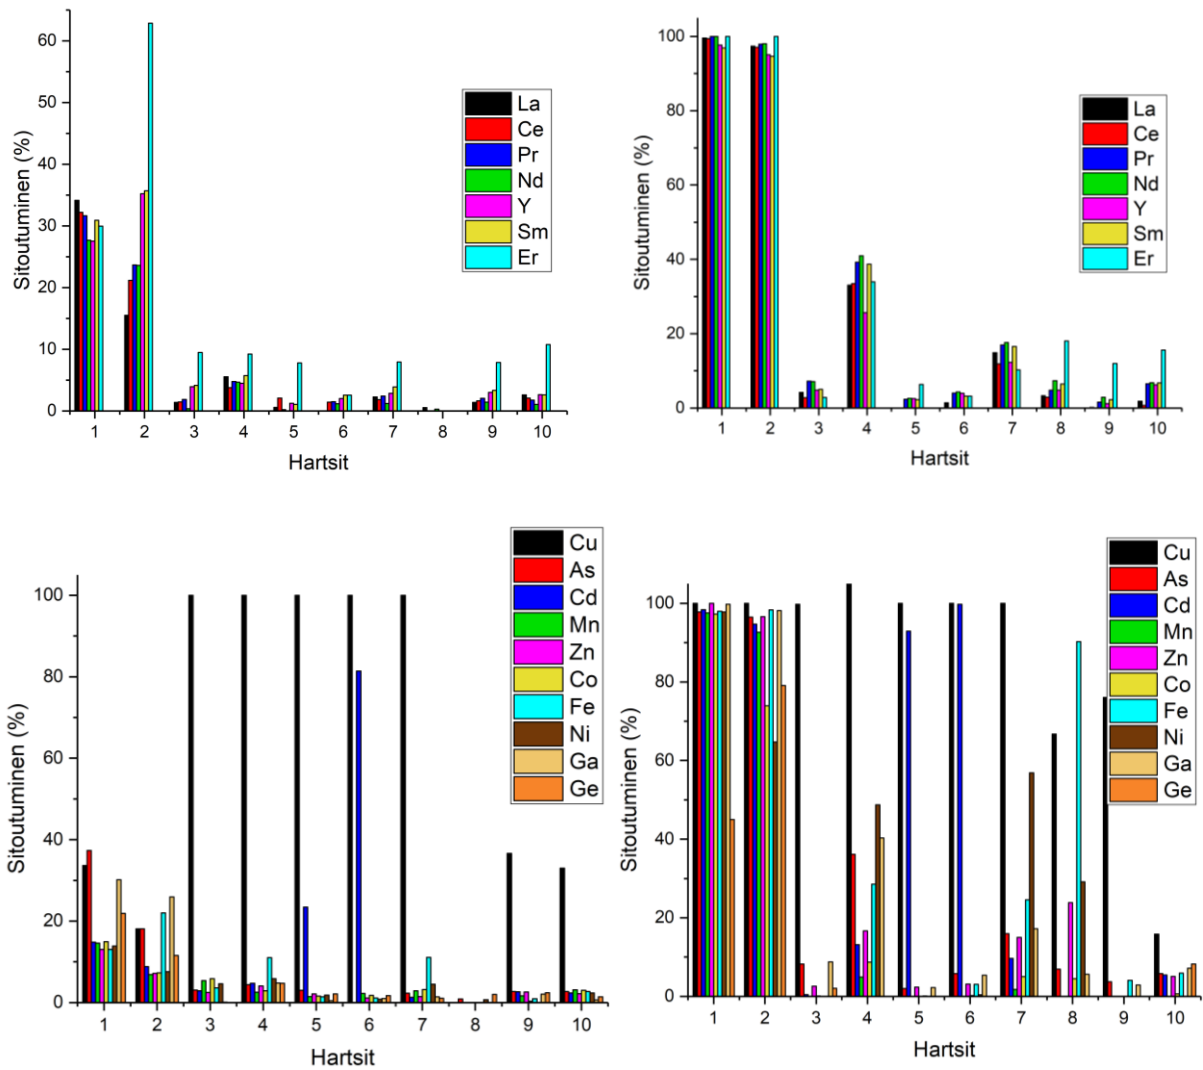 60
50
40
30
20
10
0
Sitoutuminen (%)
La
Ce
Pr
Nd
Y
Sm
Er
1 2 3 4 5 6 7 8 9 10
Hartsit
100
80
60
40
20
0
Sitoutuminen (%)
La
Ce
Pr
Nd
Y
Sm
Er
1 2 3 4 5 6 7 8 9 10
Hartsit
100
80
60
40
20
0
Sitoutuminen (%)
Cu
As
Cd
Mn
Zn
Co
Fe
Ni
Ga
Ge
1 2 3 4 5 6 7 8 9 10
Hartsit
100
80
60
40
20
0
Sitoutuminen (%)
Cu
As
Cd
Mn
Zn
Co
Fe
Ni
Ga
Ge
1 2 3 4 5 6 7 8 9 10
Hartsit